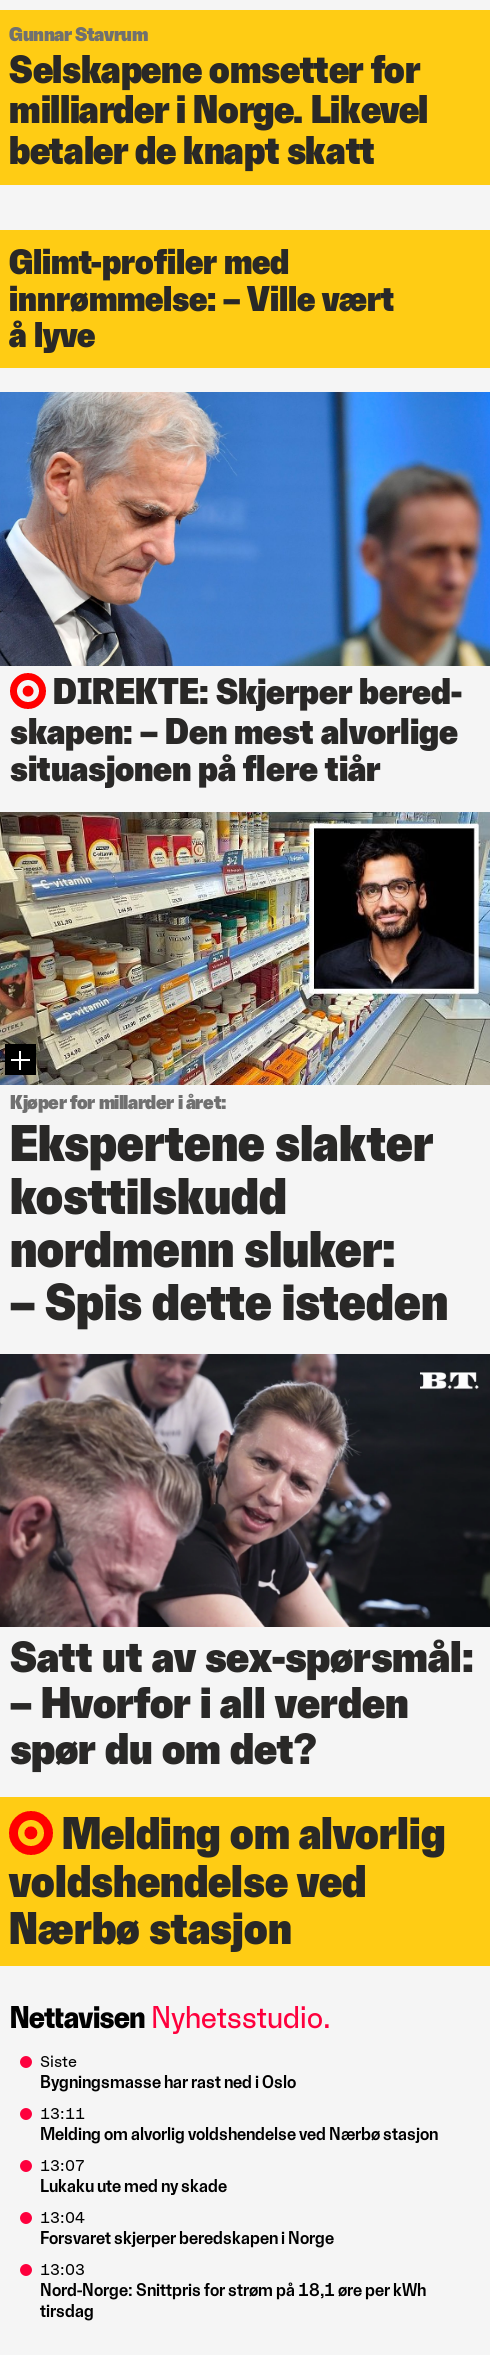 Gunnar Stavrum
Selskapene omsetter for
milliarder i Norge. Likevel
betaler de knapt skatt
Glimt-profiler med
innrømmelse: – Ville vært
å lyve
DIREKTE: Skjerper bered-
skapen: – Den mest alvorlige
situasjonen på flere tiår
C-vitamin
D-vitamin
Kjøper for millarder i året:
Ekspertene slakter
kosttilskudd
nordmenn sluker:
– Spis dette isteden
B.T.
Satt ut av sex-spørsmål:
– Hvorfor i all verden
spør du om det?
Melding om alvorlig
voldshendelse ved
Nærbø stasjon
Nettavisen Nyhetsstudio.
Siste
Bygningsmasse har rast ned i Oslo
13:11
Melding om alvorlig voldshendelse ved Nærbø stasjon
13:07
Lukaku ute med ny skade
13:04
Forsvaret skjerper beredskapen i Norge
13:03
Nord-Norge: Snittpris for strøm på 18,1 øre per kWh
tirsdag